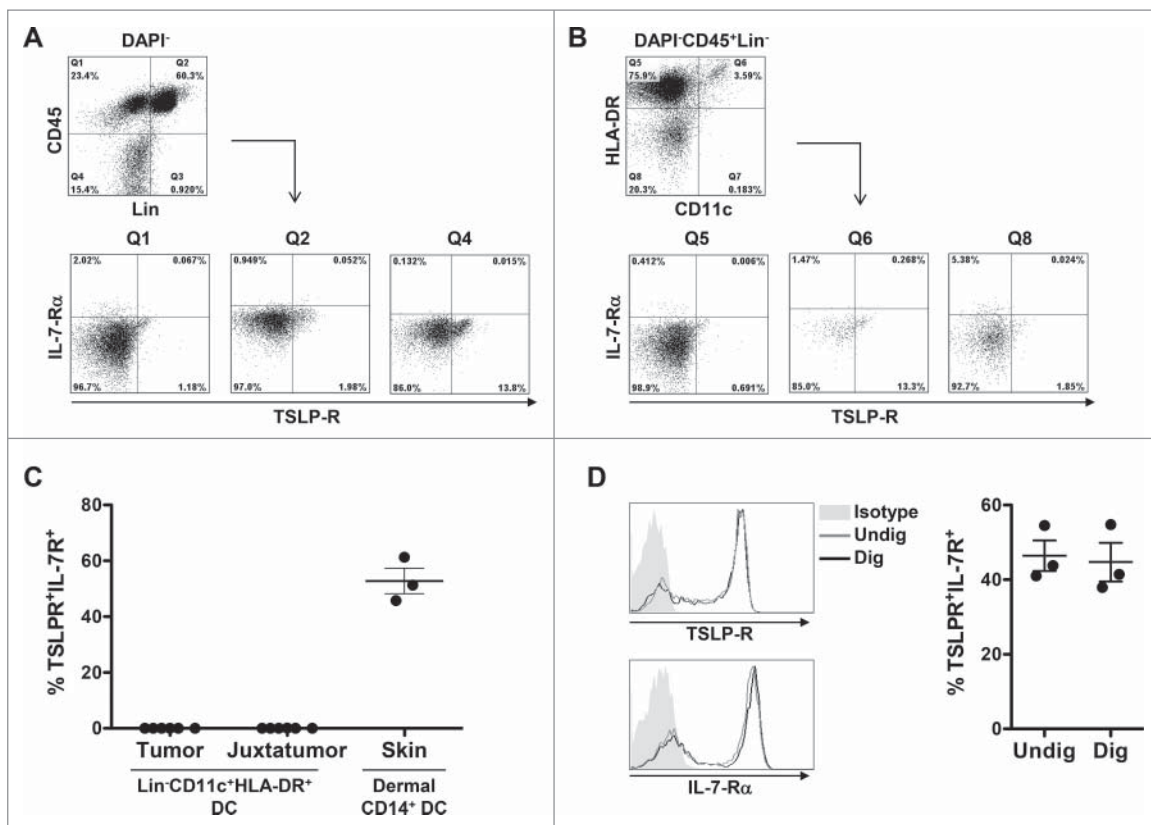 A
DAPI-
Q1
23.4%
Q2
60.3%
CD45
Q4
15.4%
Q3
0.920%
Lin
Q1
Q2
Q4
2.02%
0.067%
0.949%
0.052%
0.132%
0.015%
IL-7-Rα
96.7%
1.18%
97.0%
1.98%
86.0%
13.8%
TSLP-R
B
DAPI-CD45+Lin-
Q5
75.9%
Q6
3.59%
HLA-DR
Q8
20.3%
Q7
0.183%
CD11c
Q5
Q6
Q8
0.412%
0.006%
1.47%
0.268%
5.38%
0.024%
IL-7-Rα
98.9%
0.691%
85.0%
13.3%
92.7%
1.85%
TSLP-R
C
% TSLPR+IL-7R+
80
60
40
20
0
Tumor
Juxtatumor
Skin
Lin-CD11c+HLA-DR+
DC
Dermal
CD14+ DC
D
Isotype
Undig
Dig
TSLP-R
IL-7-Rα
% TSLPR+IL-7R+
60
40
20
0
Undig
Dig